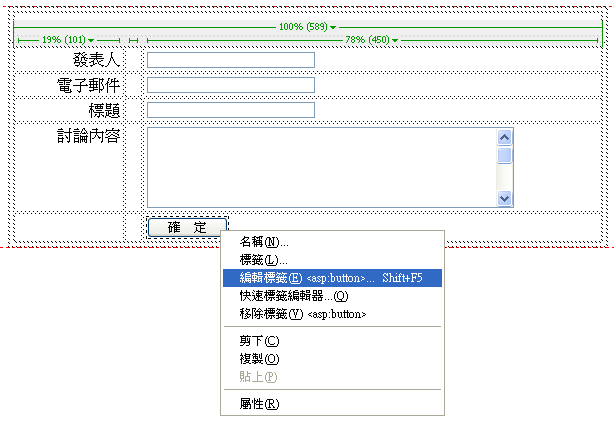 100% (589)
19% (101)
78% (450)
發表人
電子郵件
標題
討論內容
確 定
名稱(N)...
標籤(L)...
編輯標籤(E) <asp:button>... Shift+F5
快速標籤編輯器...(Q)
移除標籤(V) <asp:button>
剪下(C)
複製(O)
貼上(P)
屬性(R)